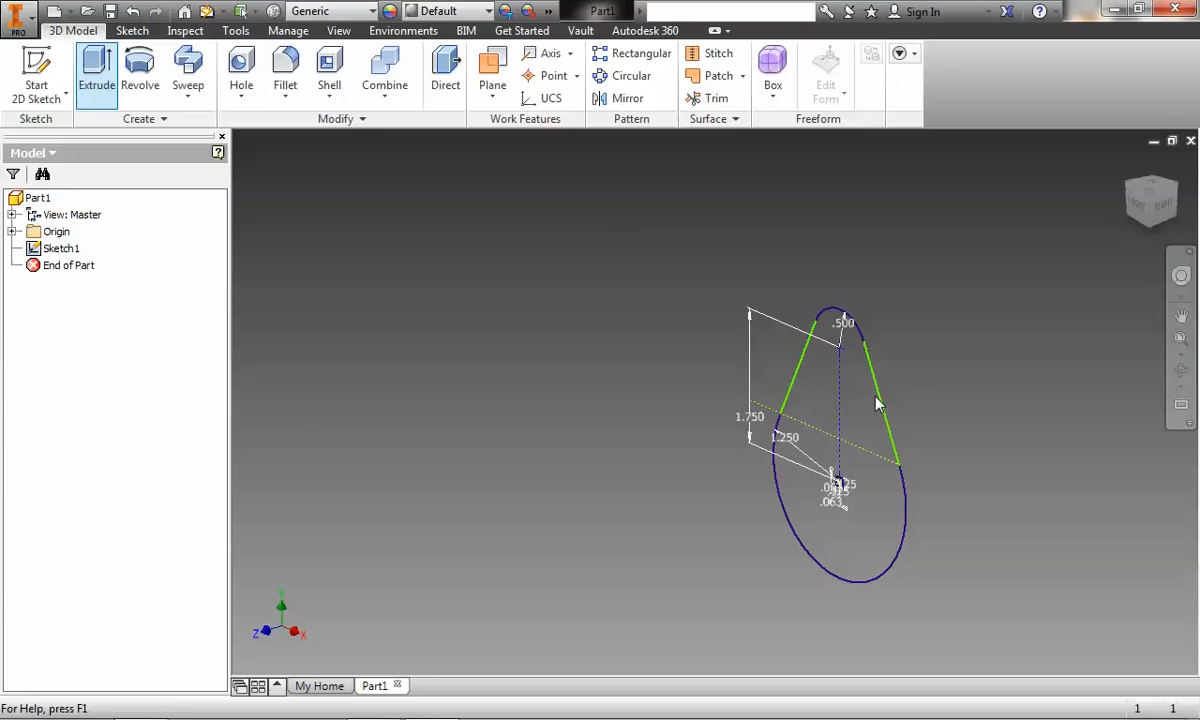 PRO
Generic
Default
Part1
Sign In
3D Model Sketch Inspect Tools Manage View Environments BIM Get Started Vault Autodesk 360
Start
2D Sketch
Extrude
Revolve
Sweep
Hole
Fillet
Shell
Combine
Direct
Plane
Axis
Point
UCS
Rectangular
Circular
Mirror
Stitch
Patch
Trim
Box
Edit
Form
Sketch
Create
Modify
Work Features
Pattern
Surface
Freeform
Model
Part1
View: Master
Origin
Sketch1
End of Part
FRONT
RIGHT
.500
1.750
1.250
.063
Y
Z
X
My Home
Part1
For Help, press F1
1 1